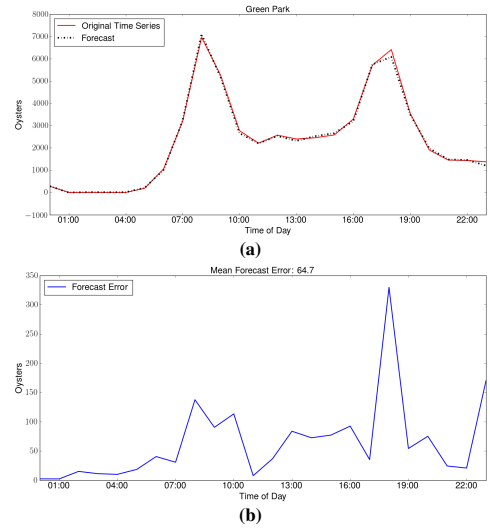 Green Park
8000
7000
6000
5000
4000
3000
2000
1000
0
−1000
Oysters
Original Time Series
Forecast
01:00 04:00 07:00 10:00 13:00 16:00 19:00 22:00
Time of Day
(a)
Mean Forecast Error: 64.7
350
300
250
200
150
100
50
0
Oysters
Forecast Error
01:00 04:00 07:00 10:00 13:00 16:00 19:00 22:00
Time of Day
(b)